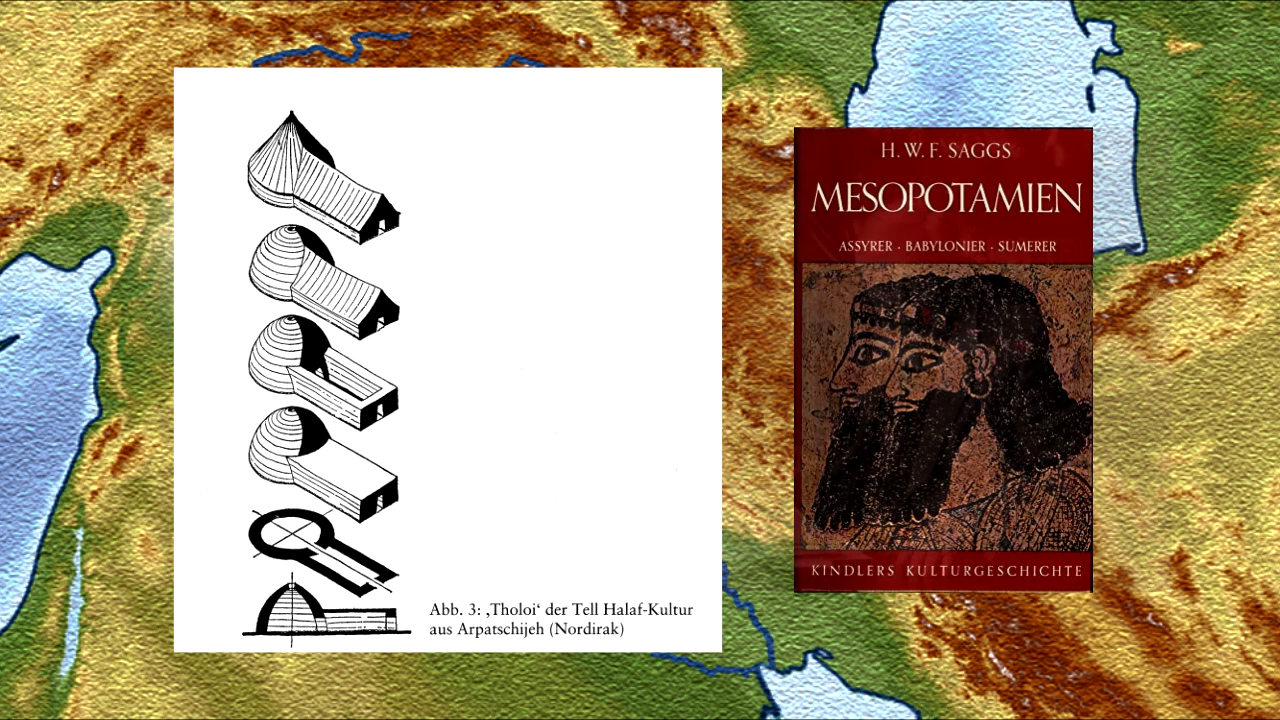 Abb. 3: ‚Tholoi‘ der Tell Halaf-Kultur
aus Arpatschijeh (Nordirak)
H. W. F. SAGGS
MESOPOTAMIEN
ASSYRER · BABYLONIER · SUMERER
KINDLERS KULTURGESCHICHTE